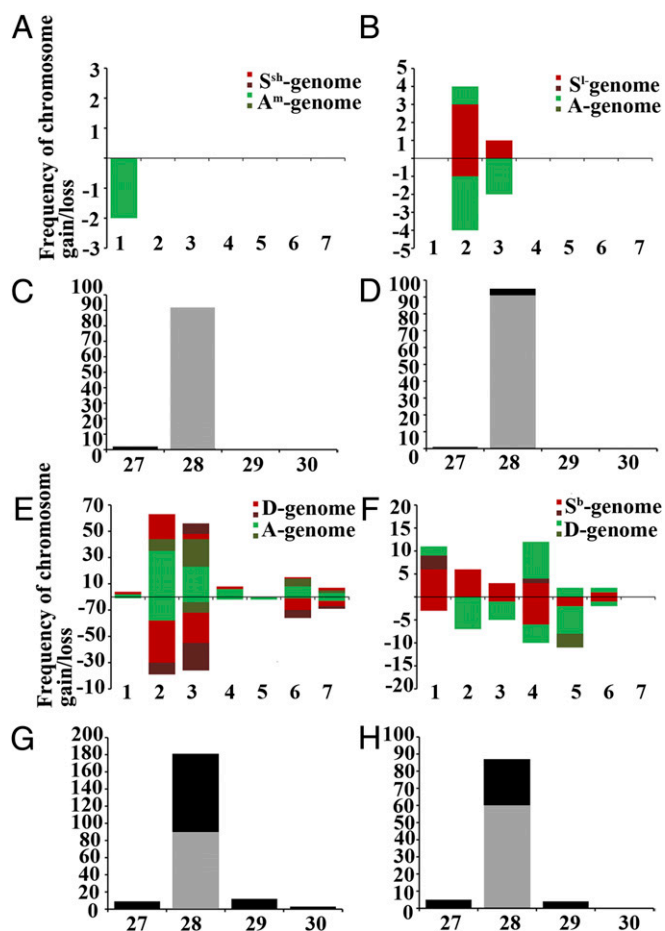 A
B
Frequency of chromosome
gain/loss
3
2
1
-1
-2
-3
1 2 3 4 5 6 7
S^sh-genome
A^m-genome
5
4
3
2
1
-1
-2
-3
-4
-5
1 2 3 4 5 6 7
S^l-genome
A-genome
C
D
100
90
80
70
60
50
40
30
20
10
0
27 28 29 30
100
90
80
70
60
50
40
30
20
10
0
27 28 29 30
E
F
Frequency of chromosome
gain/loss
70
50
30
10
-70
-50
-30
-10
1 2 3 4 5 6 7
D-genome
A-genome
20
15
10
5
0
-5
-10
-15
-20
1 2 3 4 5 6 7
S^b-genome
D-genome
G
H
200
180
160
140
120
100
80
60
40
20
0
27 28 29 30
100
90
80
70
60
50
40
30
20
10
0
27 28 29 30